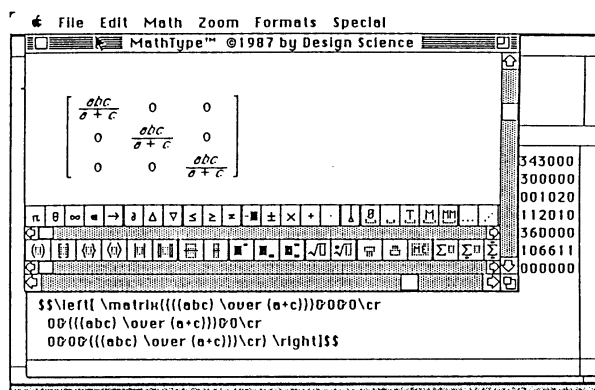 File Edit Math Zoom Formats Special
MathType™ ©1987 by Design Science
abc
a + c
0 0
0
abc
a + c
0
0 0
abc
a + c
343000
300000
001020
112010
360000
106611
000000
π θ ∞ ∈ → ∂ Δ ∇ ≤ ≥ ≠ ± × + ·
$$\left[ \matrix((((abc) \over (a+c)))&0&0\cr
0&(((abc) \over (a+c)))&0\cr
0&0&(((abc) \over (a+c)))\cr) \right]$$